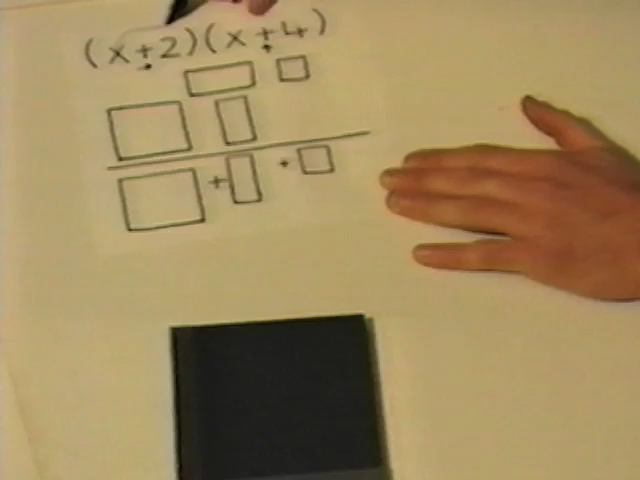 (x+2)(x+4)
+ +